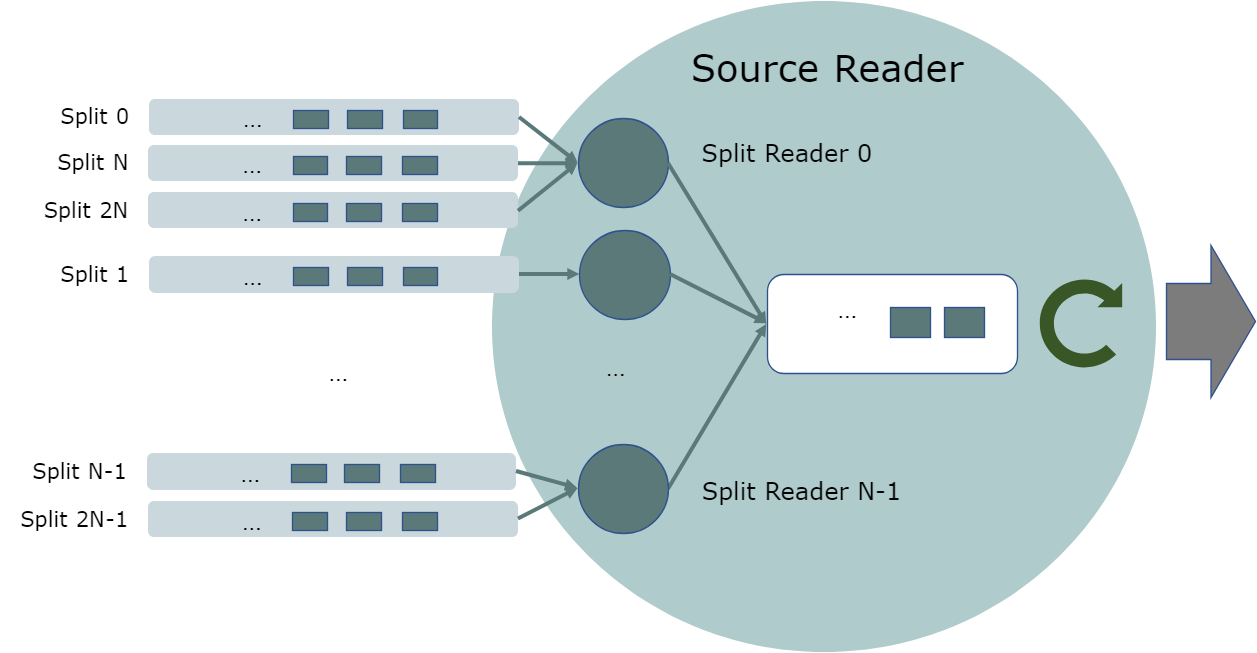 Source Reader
Split 0
...
Split Reader 0
Split N
...
Split 2N
...
Split 1
...
...
...
...
Split N-1
...
Split Reader N-1
Split 2N-1
...